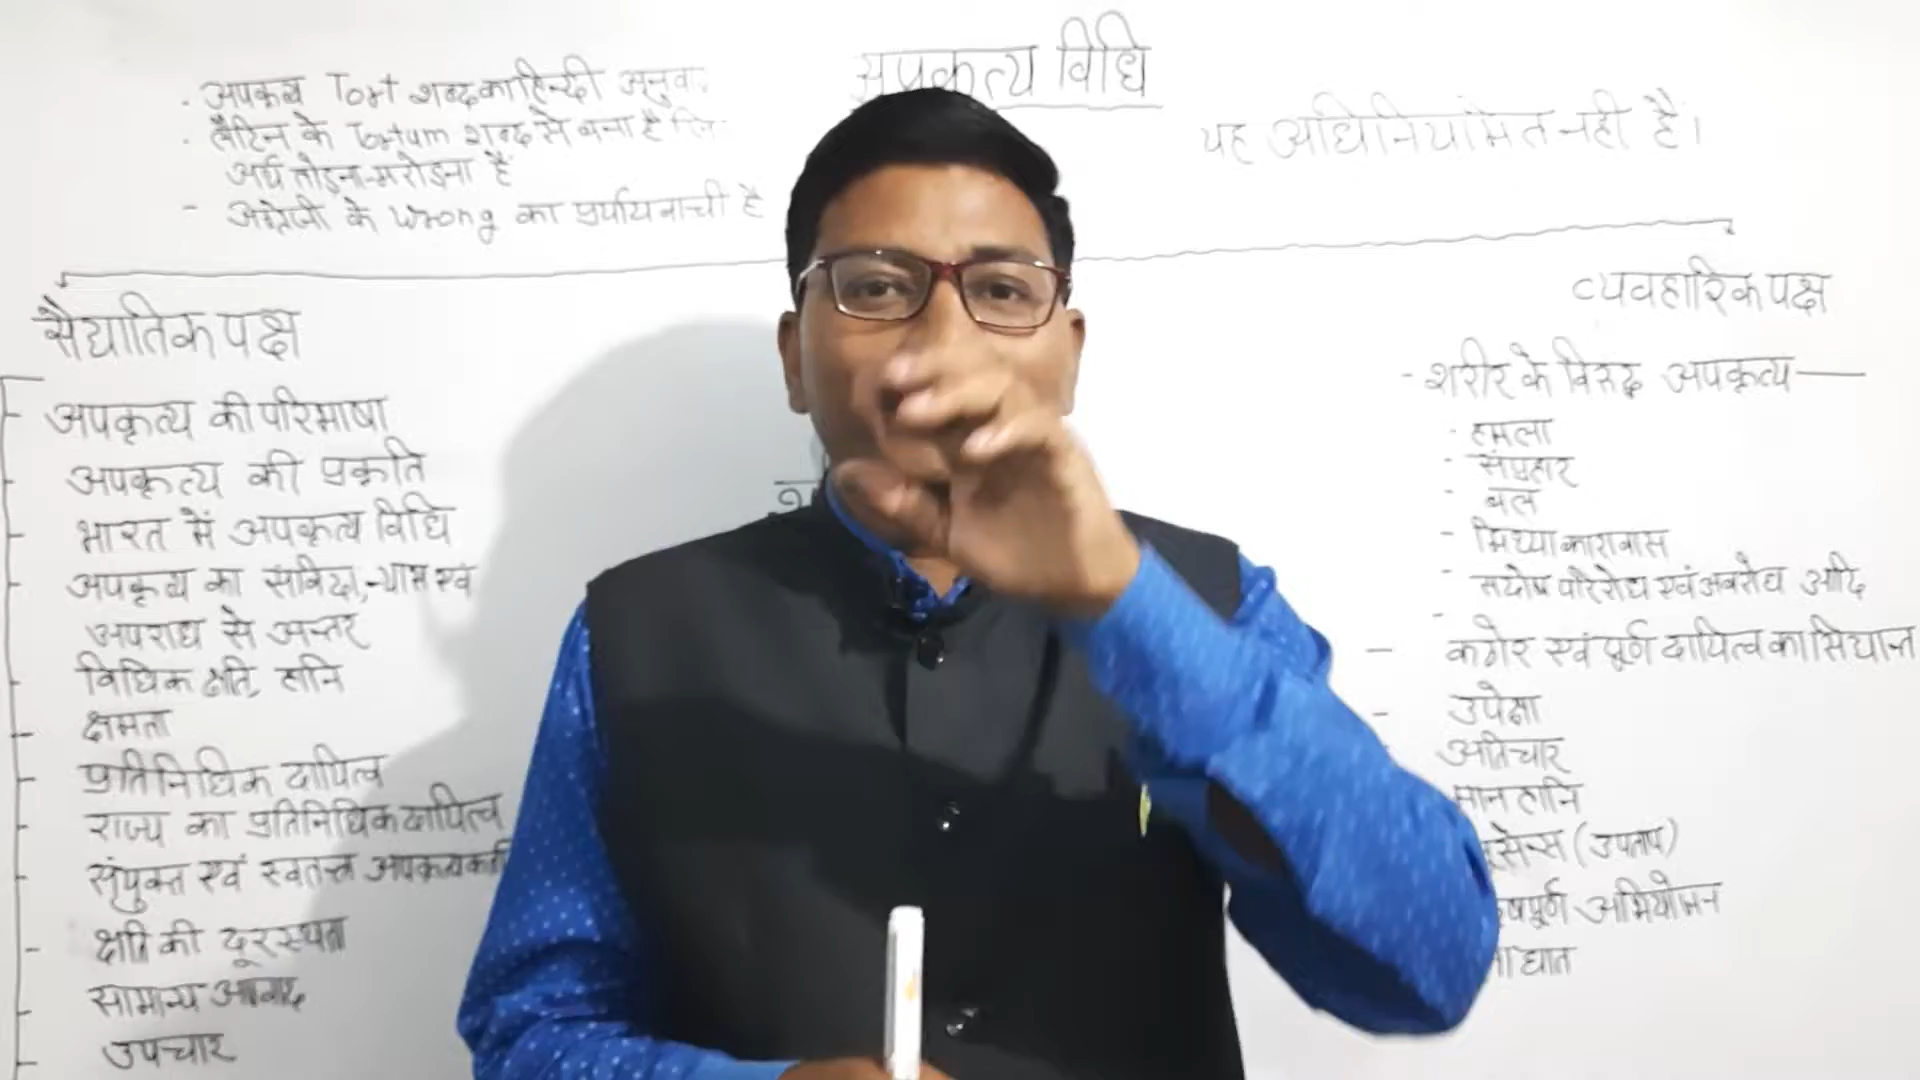 अपकृत्य विधि
. अपकृत्य Tort शब्द का हिन्दी अनुवा
. लैटिन के Tortum शब्द से बना है
अर्थ तोड़ना-मरोड़ना है
- अंग्रेजी के Wrong का पर्यायवाची है
यह अधिनियमित नही है।
सैद्यातिक पक्ष
अपकृत्य की परिभाषा
अपकृत्य की प्रकृति
भारत में अपकृत्य विधि
अपकृत्य का संविदा, न्यास एवं
अपराध से अन्तर
विधिक क्षति, हानि
क्षमता
प्रतिनिधिक दायित्व
राज्य का प्रतिनिधिक दायित्व
संयुक्त एवं स्वतन्त्र अपकृत्यकर्ता
क्षति की दूरस्थता
सामान्य
उपचार
व्यवहारिक पक्ष
- शरीर के विरुद्ध अपकृत्य —
. हमला
- संप्रहार
- बल
- मिथ्या कारावास
- सदोष परिरोध एवं अवरोध आदि
- कठोर एवं पूर्ण दायित्व का सिद्यान्त
- उपेक्षा
अतिचार
मानहानि
सेन्स (उपताप)
षपूर्ण अभियोजन
घात